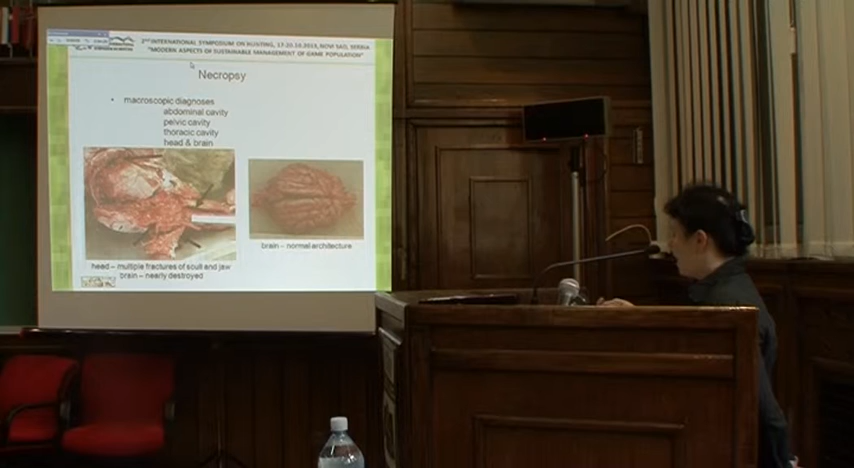 2nd INTERNATIONAL SYMPOSIUM ON HUNTING, 17-20.10.2013, NOVI SAD, SERBIA
"MODERN ASPECTS OF SUSTAINABLE MANAGEMENT OF GAME POPULATION"
Necropsy
• macroscopic diagnoses
abdominal cavity
pelvic cavity
thoracic cavity
head & brain
brain – normal architecture
head – multiple fractures of scull and jaw
brain – nearly destroyed